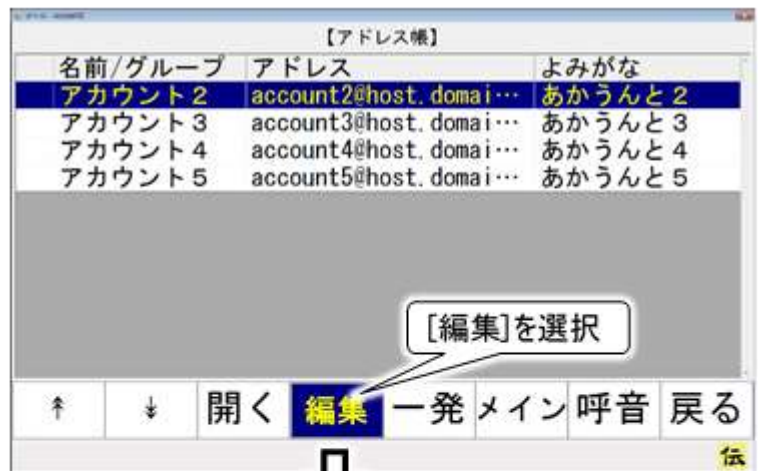 【アドレス帳】
名前/グループ アドレス よみがな
アカウント2 account2@host.domai… あかうんと2
アカウント3 account3@host.domai… あかうんと3
アカウント4 account4@host.domai… あかうんと4
アカウント5 account5@host.domai… あかうんと5
[編集]を選択
↟ ↡ 開く 編集 一発 メイン 呼音 戻る
伝